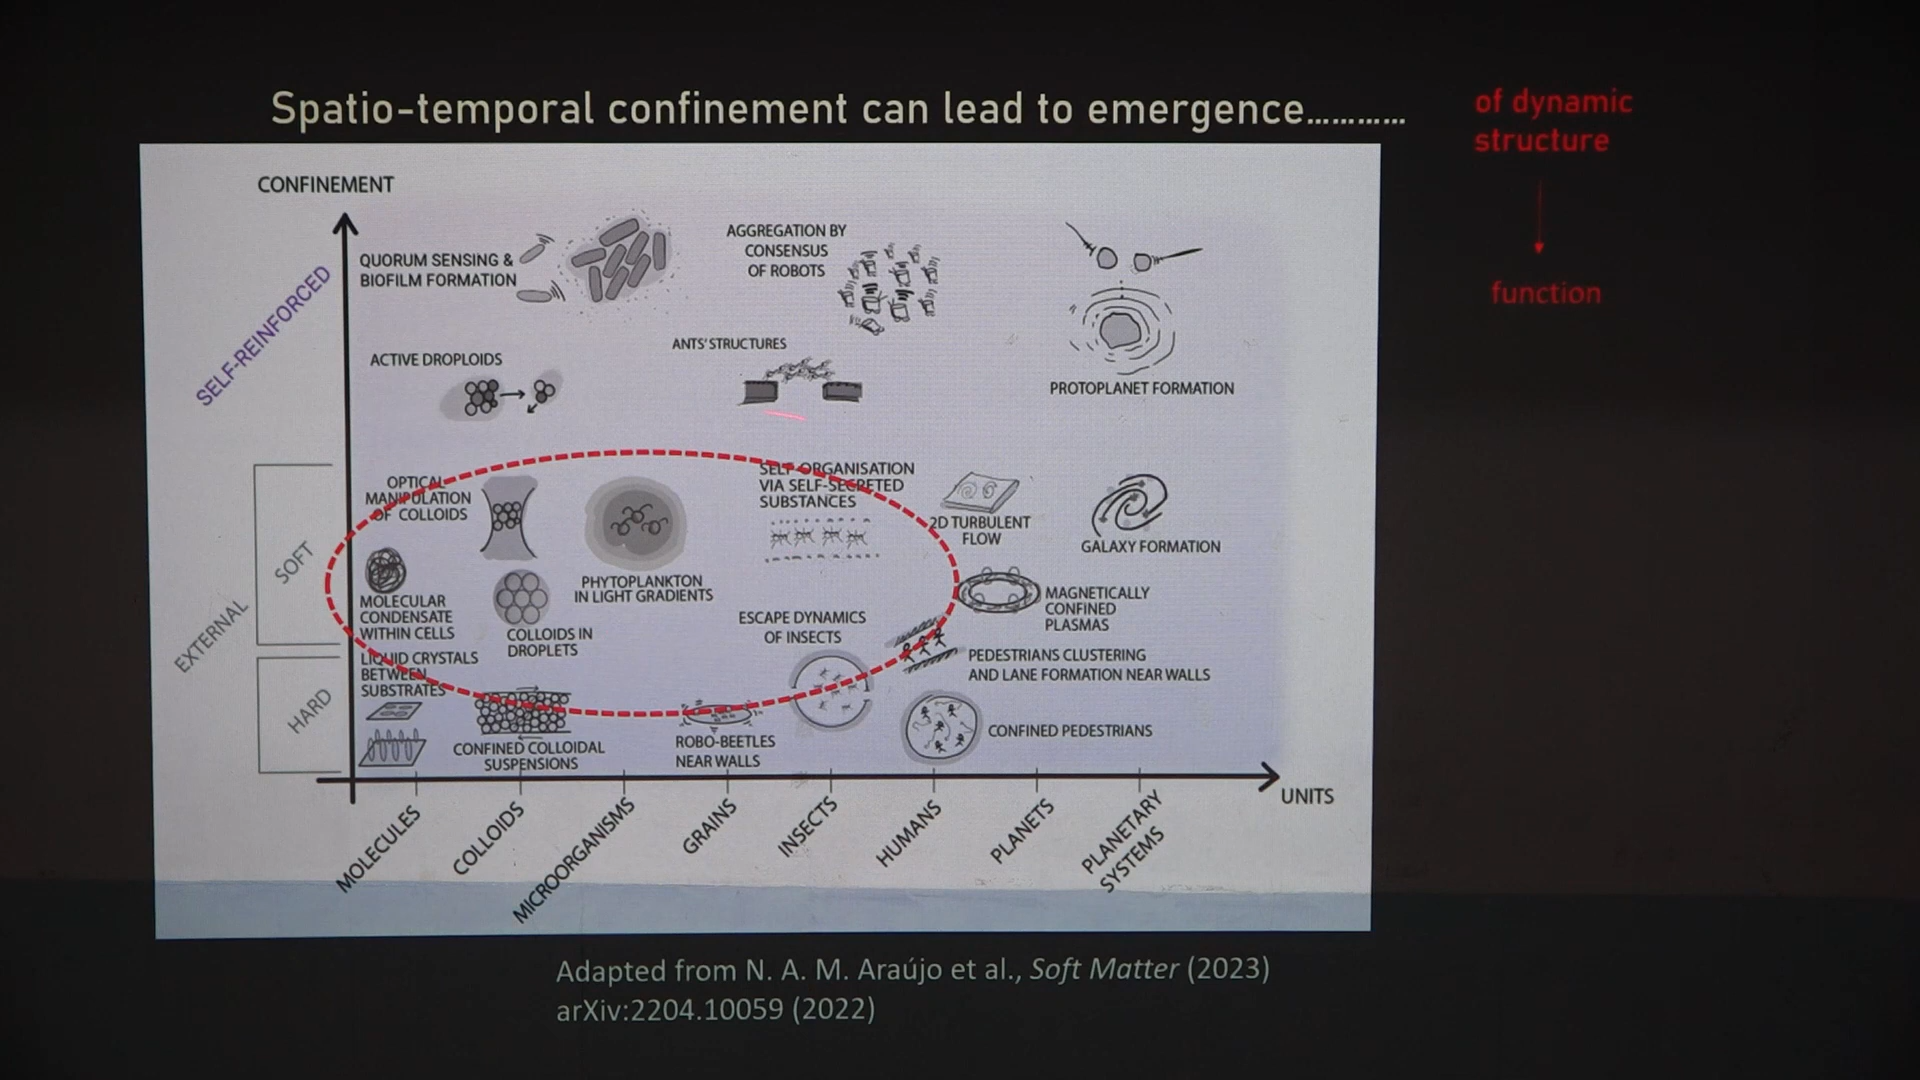 Spatio-temporal confinement can lead to emergence............
of dynamic
structure
function
CONFINEMENT
SELF-REINFORCED
EXTERNAL
SOFT
HARD
QUORUM SENSING &
BIOFILM FORMATION
AGGREGATION BY
CONSENSUS
OF ROBOTS
ACTIVE DROPLOIDS
ANTS' STRUCTURES
PROTOPLANET FORMATION
OPTICAL
MANIPULATION
OF COLLOIDS
SELF-ORGANISATION
VIA SELF-SECRETED
SUBSTANCES
2D TURBULENT
FLOW
GALAXY FORMATION
MOLECULAR
CONDENSATE
WITHIN CELLS
COLLOIDS IN
DROPLETS
PHYTOPLANKTON
IN LIGHT GRADIENTS
ESCAPE DYNAMICS
OF INSECTS
MAGNETICALLY
CONFINED
PLASMAS
LIQUID CRYSTALS
BETWEEN
SUBSTRATES
PEDESTRIANS CLUSTERING
AND LANE FORMATION NEAR WALLS
CONFINED COLLOIDAL
SUSPENSIONS
ROBO-BEETLES
NEAR WALLS
CONFINED PEDESTRIANS
UNITS
MOLECULES
COLLOIDS
MICROORGANISMS
GRAINS
INSECTS
HUMANS
PLANETS
PLANETARY
SYSTEMS
Adapted from N. A. M. Araújo et al., Soft Matter (2023)
arXiv:2204.10059 (2022)